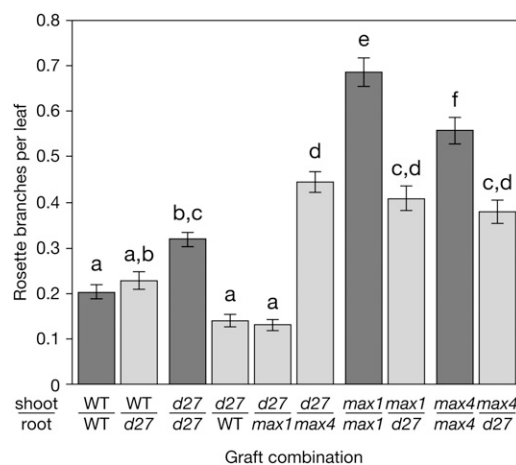 0.8
e
0.7
f
0.6
d
0.5
c,d
c,d
b,c
0.4
a,b
0.3
a
a
a
0.2
0.1
0
Rosette branches per leaf
shoot WT WT d27 d27 d27 d27 max1 max1 max4 max4
root WT d27 d27 WT max1 max4 max1 d27 max4 d27
Graft combination